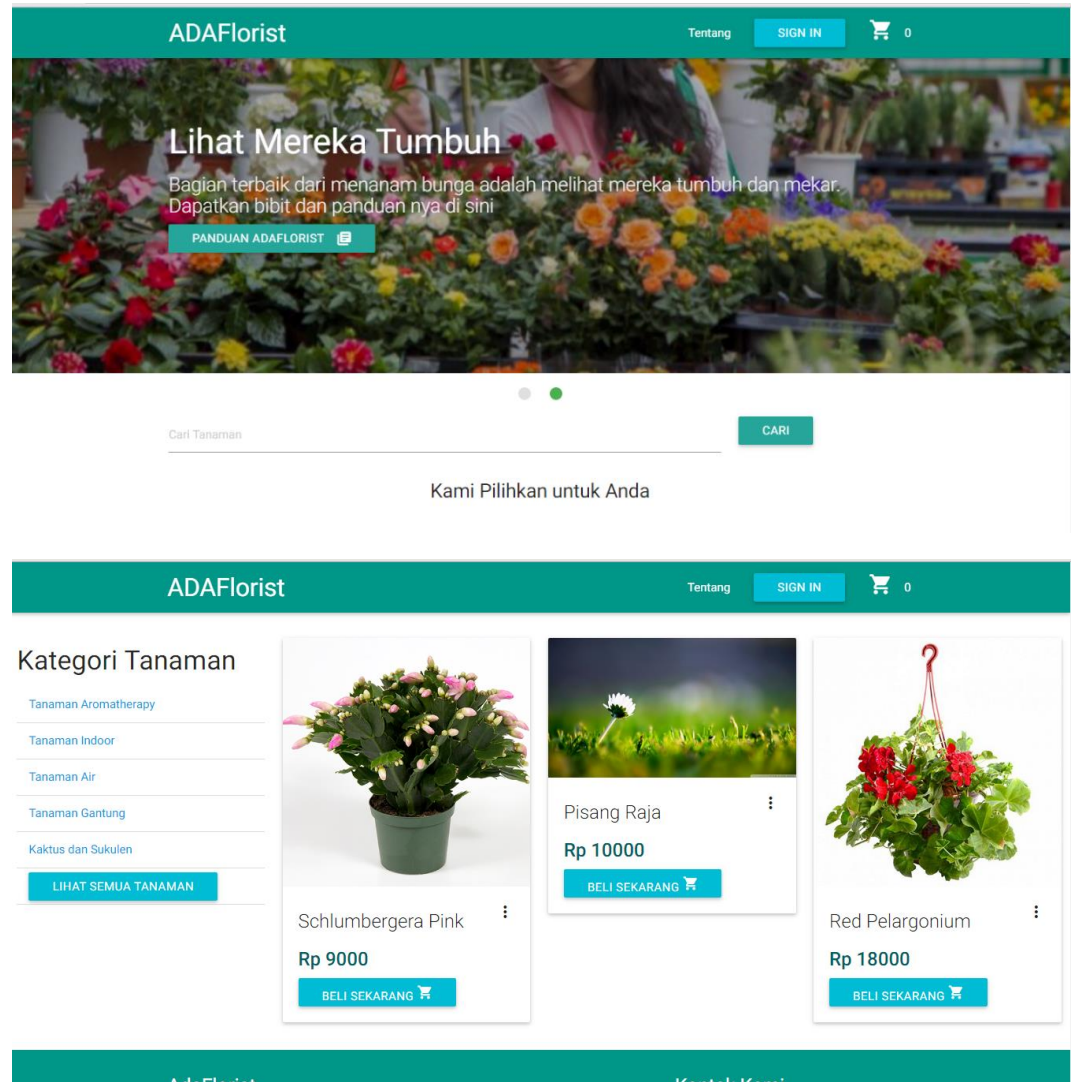 ADAFlorist
Tentang
SIGN IN
0
Lihat Mereka Tumbuh
Bagian terbaik dari menanam bunga adalah melihat mereka tumbuh dan mekar.
Dapatkan bibit dan panduan nya di sini
PANDUAN ADAFLORIST
Cari Tanaman
CARI
Kami Pilihkan untuk Anda
ADAFlorist
Tentang
SIGN IN
0
Kategori Tanaman
Tanaman Aromatherapy
Tanaman Indoor
Tanaman Air
Tanaman Gantung
Kaktus dan Sukulen
LIHAT SEMUA TANAMAN
Schlumbergera Pink
Rp 9000
BELI SEKARANG
Pisang Raja
Rp 10000
BELI SEKARANG
Red Pelargonium
Rp 18000
BELI SEKARANG
AdaFlorist
Kontak Kami